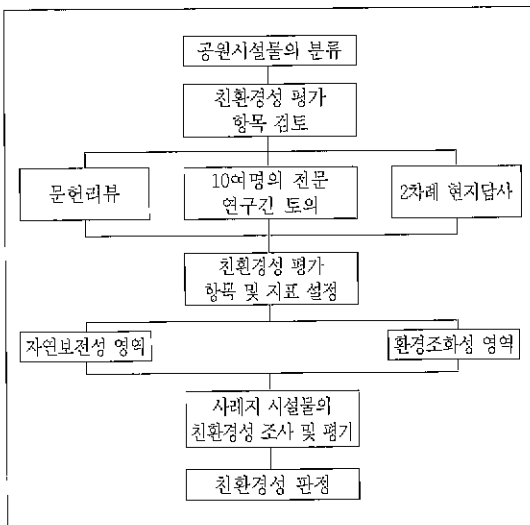 공원시설물의 분류
친환경성 평가
항목 검토
문헌리뷰
10여명의 전문
연구간 토의
2차례 현지답사
친환경성 평가
항목 및 지표 설정
자연보전성 영역
환경조화성 영역
사례지 시설물의
친환경성 조사 및 평가
친환경성 판정